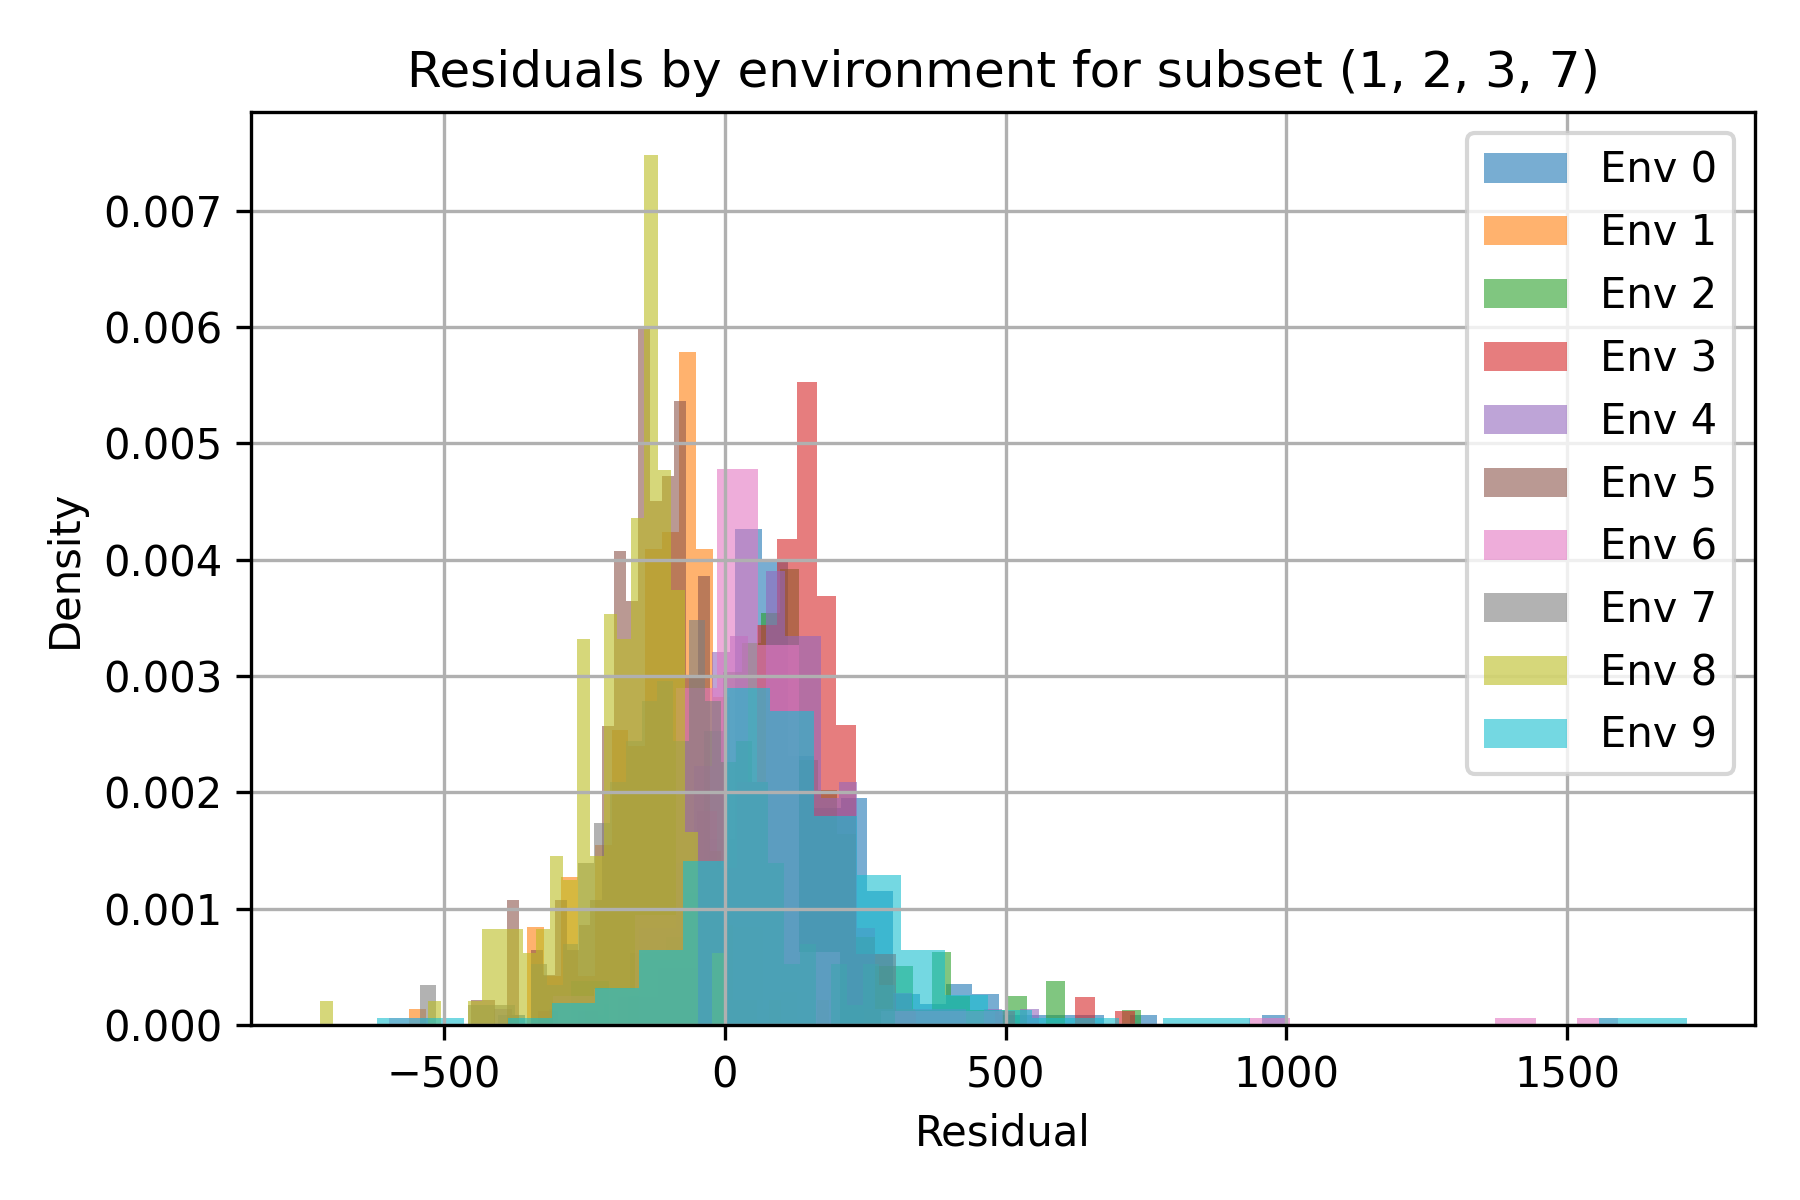 Residuals by environment for subset (1, 2, 3, 7)
Density
0.007
0.006
0.005
0.004
0.003
0.002
0.001
0.000
−500
0
500
1000
1500
Residual
Env 0
Env 1
Env 2
Env 3
Env 4
Env 5
Env 6
Env 7
Env 8
Env 9